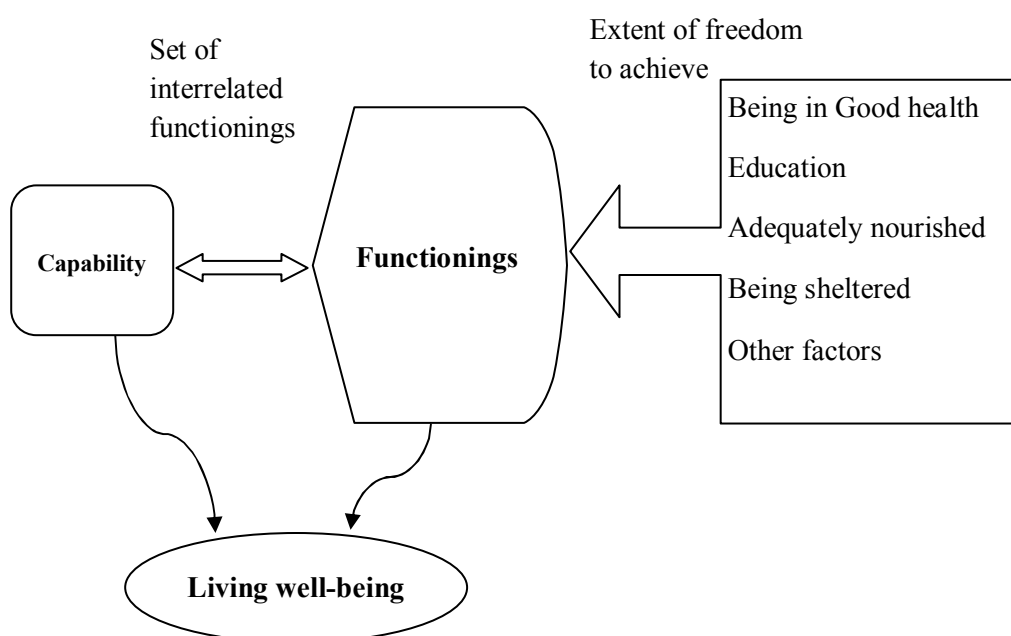 Set of
interrelated
functionings
Extent of freedom
to achieve
Being in Good health
Education
Adequately nourished
Being sheltered
Other factors
Capability
Functionings
Living well-being